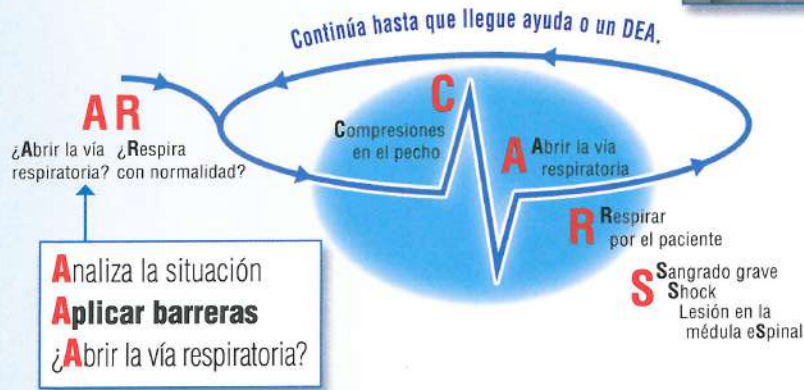 Continúa hasta que llegue ayuda o un DEA.
A R
¿Abrir la vía respiratoria?
¿Respira con normalidad?
Analiza la situación
Aplicar barreras
¿Abrir la vía respiratoria?
C
Compresiones
en el pecho
A Abrir la vía
respiratoria
R Respirar
por el paciente
S Sangrado grave
Shock
Lesión en la
médula eSpinal